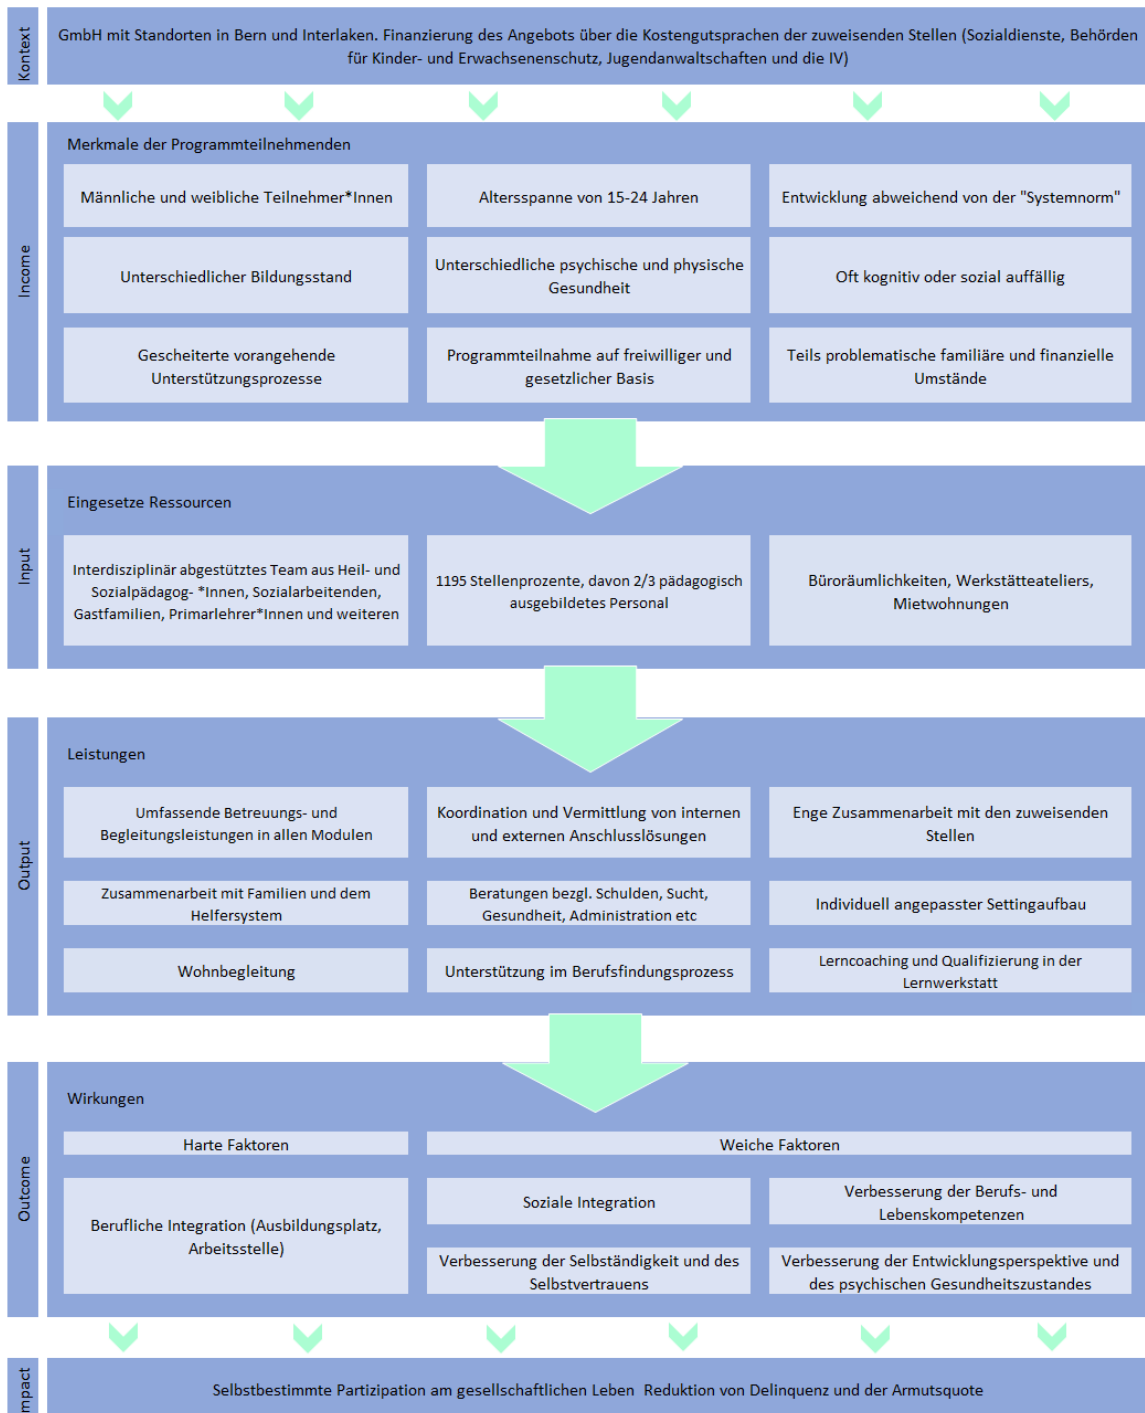 Kontext
GmbH mit Standorten in Bern und Interlaken. Finanzierung des Angebots über die Kostengutsprachen der zuweisenden Stellen (Sozialdienste, Behörden
für Kinder- und Erwachsenenschutz, Jugendanwaltschaften und die IV)
Income
Merkmale der Programmteilnehmenden
Männliche und weibliche Teilnehmer*Innen
Altersspanne von 15-24 Jahren
Entwicklung abweichend von der "Systemnorm"
Unterschiedlicher Bildungsstand
Unterschiedliche psychische und physische
Gesundheit
Oft kognitiv oder sozial auffällig
Gescheiterte vorangehende
Unterstützungsprozesse
Programmteilnahme auf freiwilliger und
gesetzlicher Basis
Teils problematische familiäre und finanzielle
Umstände
Input
Eingesetze Ressourcen
Interdisziplinär abgestütztes Team aus Heil- und
Sozialpädagog- *Innen, Sozialarbeitenden,
Gastfamilien, Primarlehrer*Innen und weiteren
1195 Stellenprozente, davon 2/3 pädagogisch
ausgebildetes Personal
Büroräumlichkeiten, Werkstätteateliers,
Mietwohnungen
Output
Leistungen
Umfassende Betreuungs- und
Begleitungsleistungen in allen Modulen
Koordination und Vermittlung von internen
und externen Anschlusslösungen
Enge Zusammenarbeit mit den zuweisenden
Stellen
Zusammenarbeit mit Familien und dem
Helfersystem
Beratungen bezgl. Schulden, Sucht,
Gesundheit, Administration etc
Individuell angepasster Settingaufbau
Wohnbegleitung
Unterstützung im Berufsfindungsprozess
Lerncoaching und Qualifizierung in der
Lernwerkstatt
Outcome
Wirkungen
Harte Faktoren
Weiche Faktoren
Berufliche Integration (Ausbildungsplatz,
Arbeitsstelle)
Soziale Integration
Verbesserung der Berufs- und
Lebenskompetenzen
Verbesserung der Selbständigkeit und des
Selbstvertrauens
Verbesserung der Entwicklungsperspektive und
des psychischen Gesundheitszustandes
Impact
Selbstbestimmte Partizipation am gesellschaftlichen Leben  Reduktion von Delinquenz und der Armutsquote